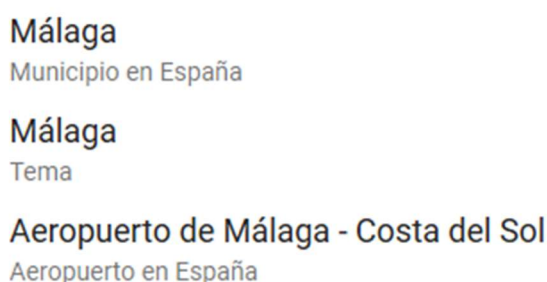 Málaga
Municipio en España
Málaga
Tema
Aeropuerto de Málaga - Costa del Sol
Aeropuerto en España